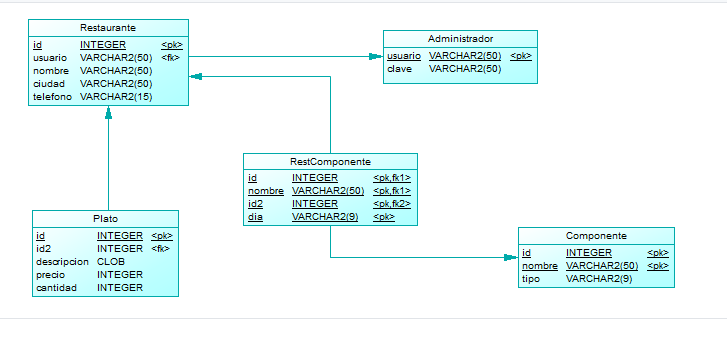 Restaurante
id INTEGER <pk>
usuario VARCHAR2(50) <fk>
nombre VARCHAR2(50)
ciudad VARCHAR2(50)
telefono VARCHAR2(15)
Administrador
usuario VARCHAR2(50) <pk>
clave VARCHAR2(50)
RestComponente
id INTEGER <pk,fk1>
nombre VARCHAR2(50) <pk,fk1>
id2 INTEGER <pk,fk2>
dia VARCHAR2(9) <pk>
Plato
id INTEGER <pk>
id2 INTEGER <fk>
descripcion CLOB
precio INTEGER
cantidad INTEGER
Componente
id INTEGER <pk>
nombre VARCHAR2(50) <pk>
tipo VARCHAR2(9)